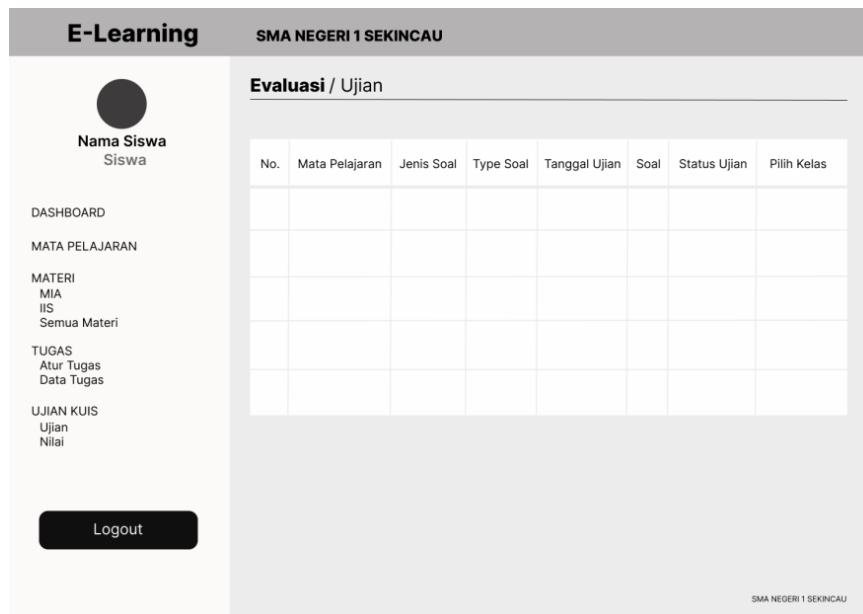 E-Learning
SMA NEGERI 1 SEKINCAU
Nama Siswa
Siswa
DASHBOARD
MATA PELAJARAN
MATERI
MIA
IIS
Semua Materi
TUGAS
Atur Tugas
Data Tugas
UJIAN KUIS
Ujian
Nilai
Logout
Evaluasi / Ujian
No. Mata Pelajaran Jenis Soal Type Soal Tanggal Ujian Soal Status Ujian Pilih Kelas
SMA NEGERI 1 SEKINCAU